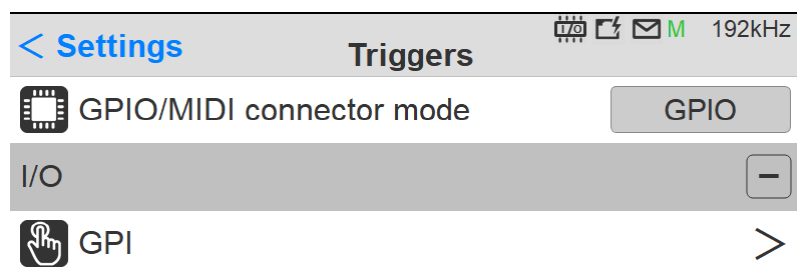 < Settings
Triggers
I/O M 192kHz
GPIO/MIDI connector mode
GPIO
I/O
GPI